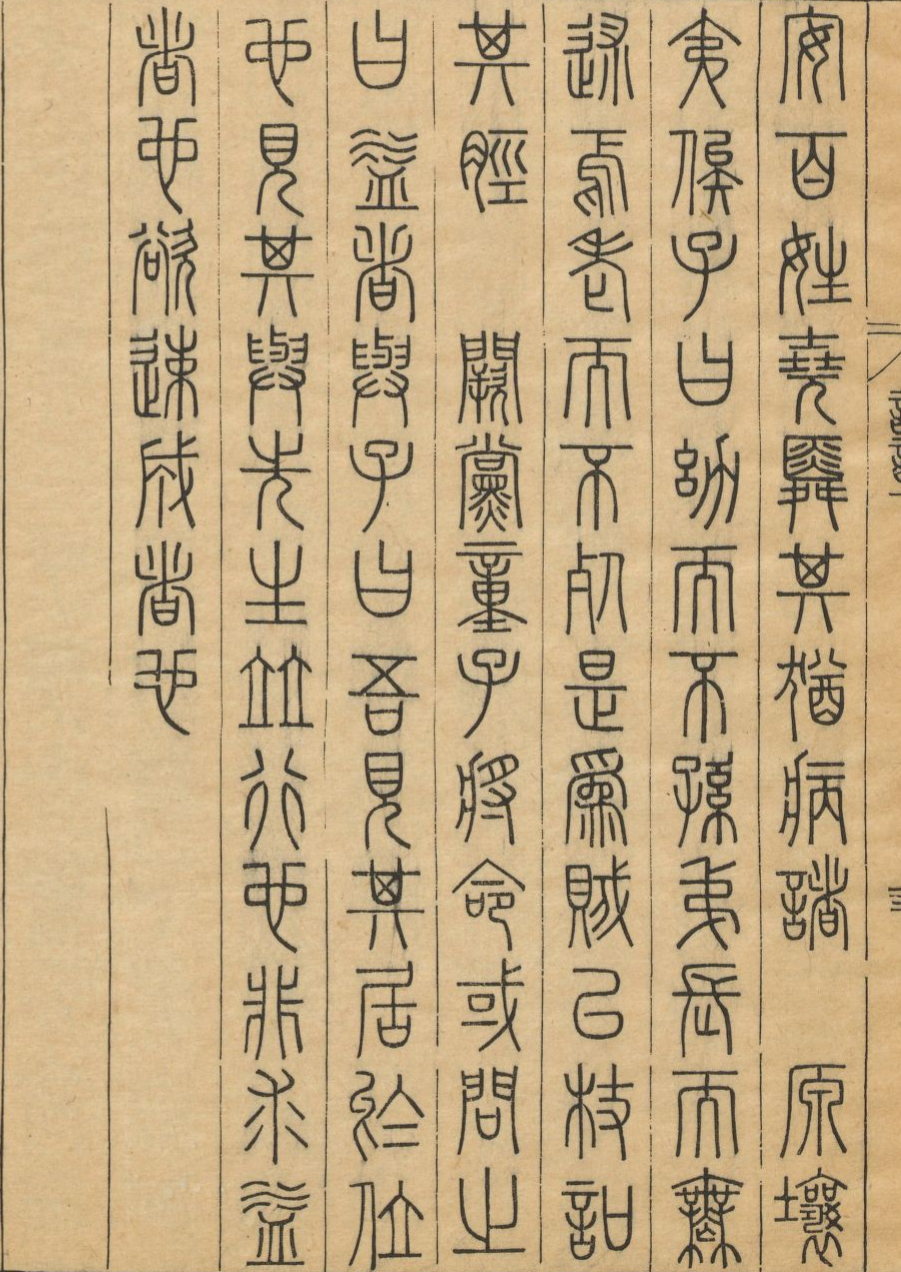 安百姓堯舜其猶病諸　原壤
夷俟子曰幼而不孫弟長而無
述焉老而不死是爲賊以杖叩
其脛　闕黨童子將命或問之
曰益者與子曰吾見其居於位
也見其與先生並行也非求益
者也欲速成者也